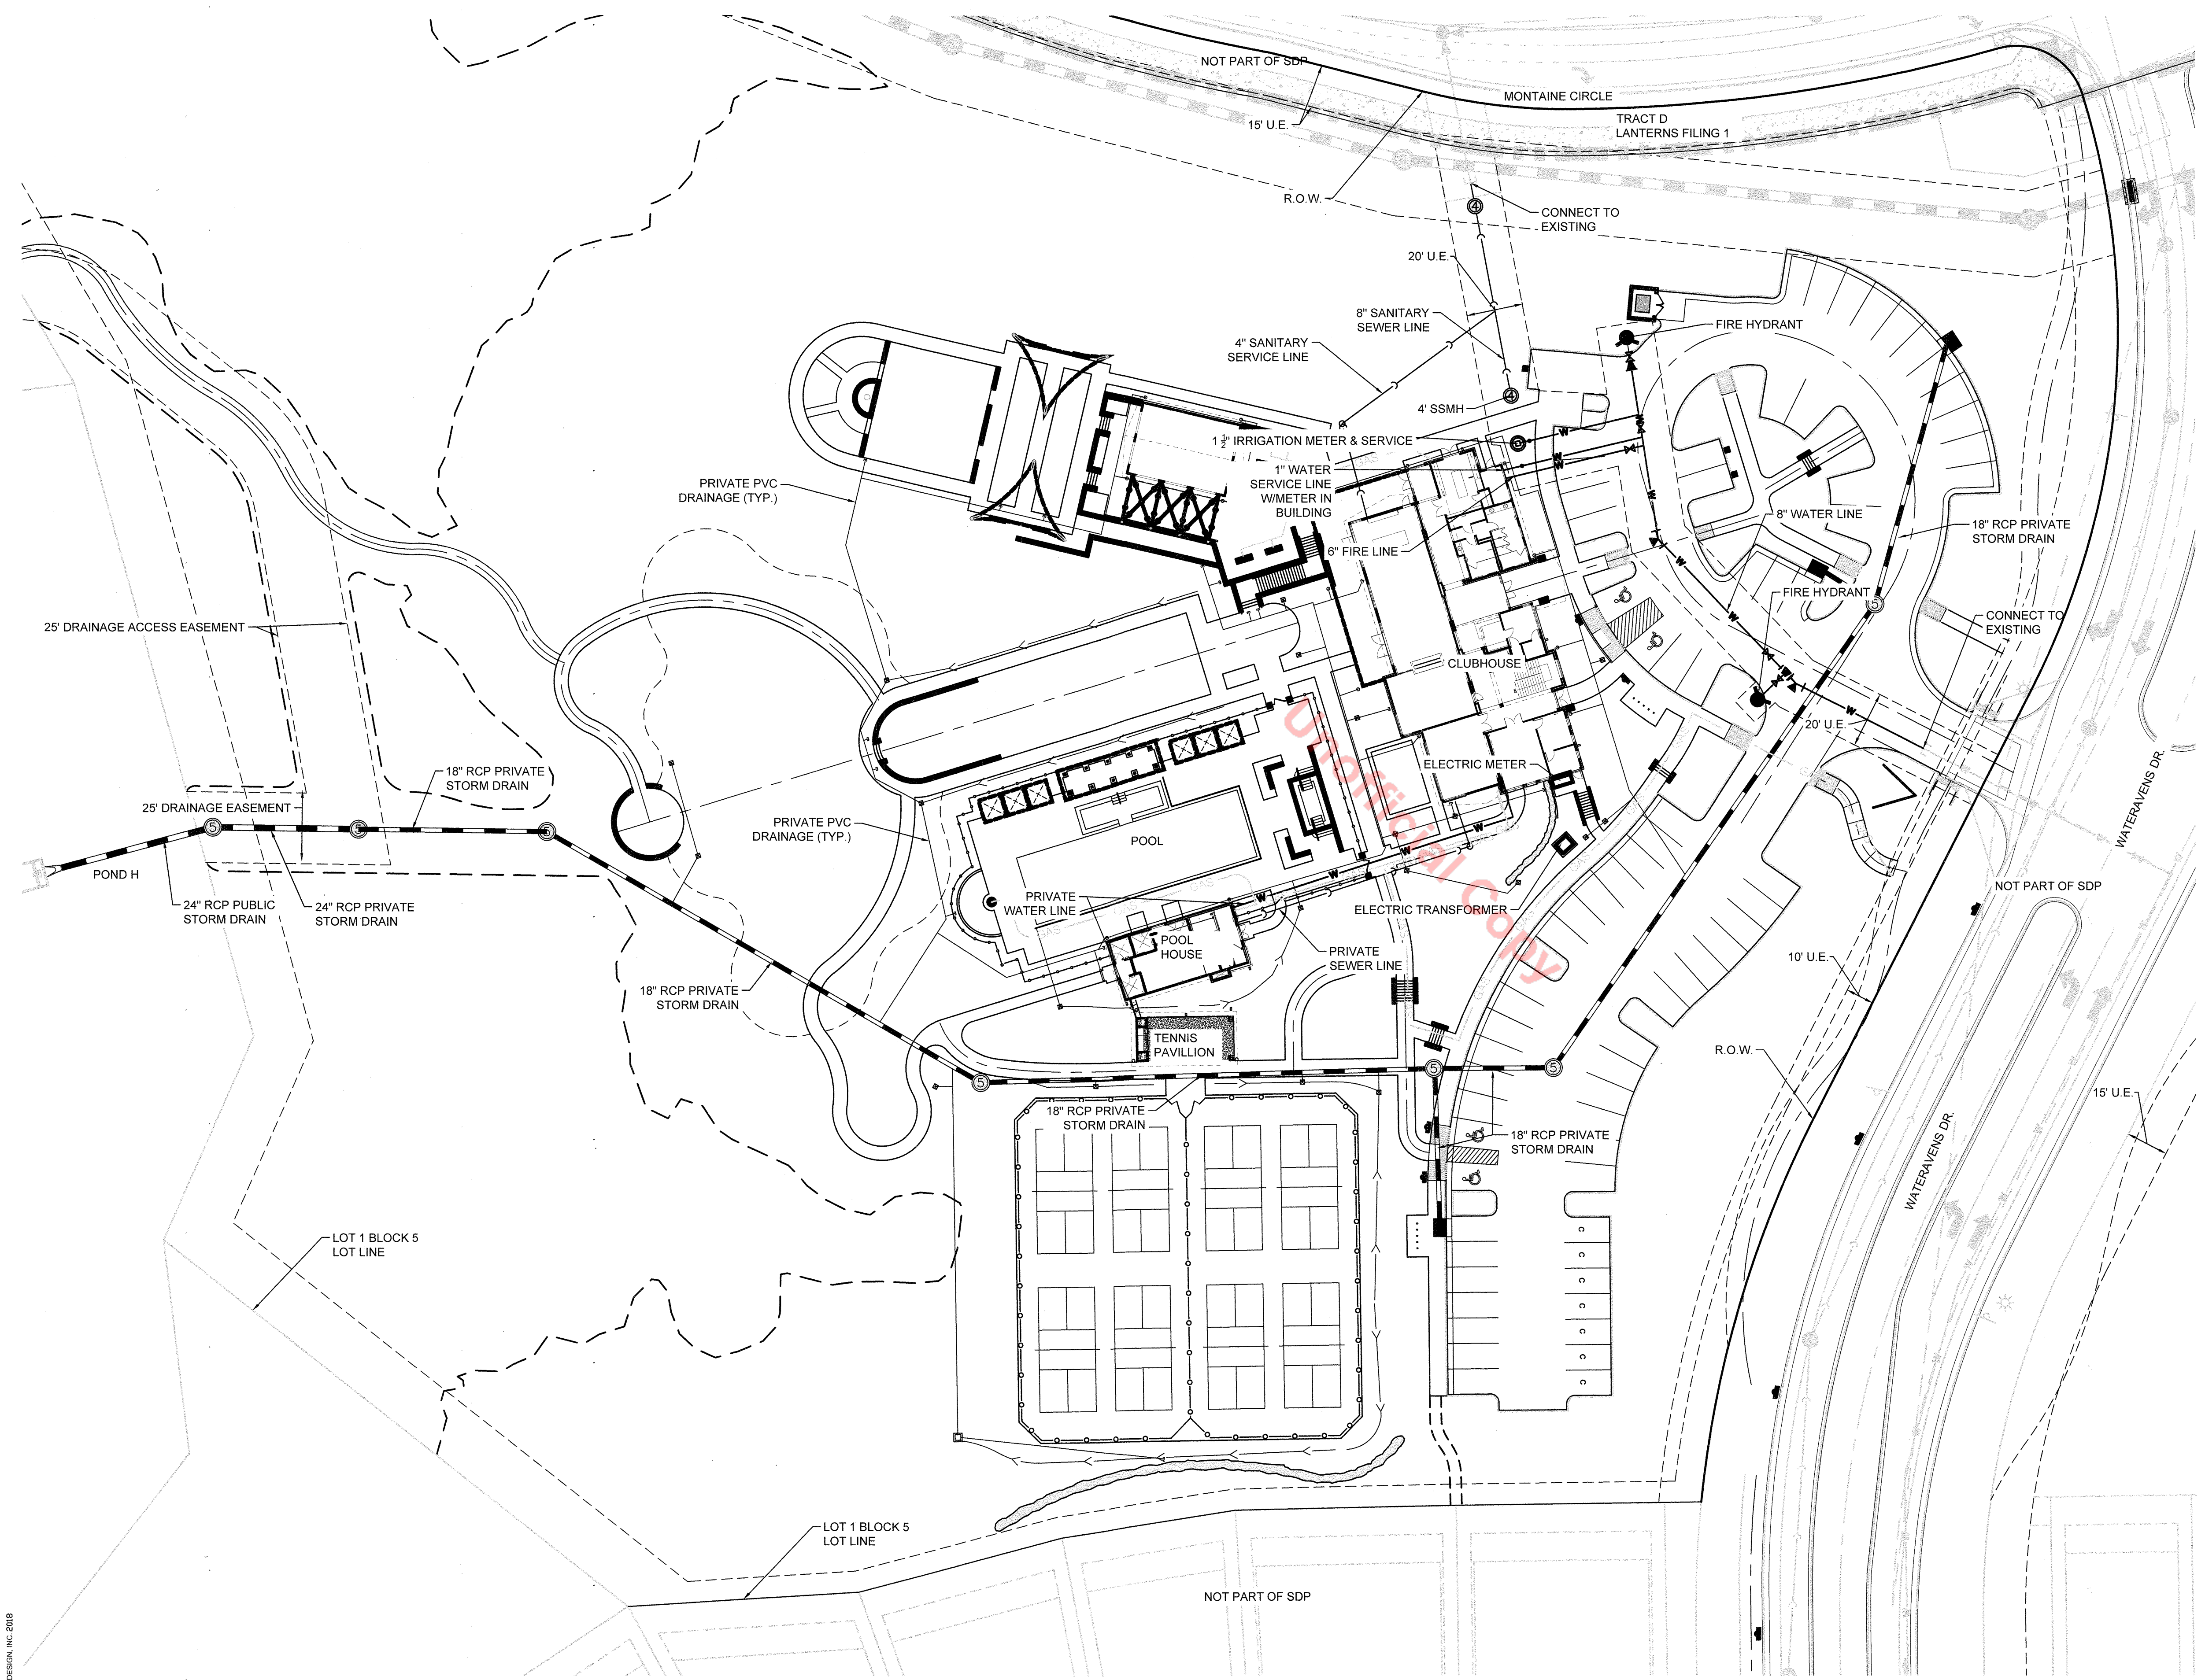 NOT PART OF SDP
MONTAINE CIRCLE
15' U.E.
TRACT D
LANTERNS FILING 1
R.O.W.
CONNECT TO
EXISTING
20' U.E.
8" SANITARY
SEWER LINE
4" SANITARY
SERVICE LINE
FIRE HYDRANT
4' SSMH
1 1/2" IRRIGATION METER & SERVICE
1" WATER
SERVICE LINE
W/METER IN
BUILDING
PRIVATE PVC
DRAINAGE (TYP.)
6" FIRE LINE
8" WATER LINE
18" RCP PRIVATE
STORM DRAIN
FIRE HYDRANT
CONNECT TO
EXISTING
25' DRAINAGE ACCESS EASEMENT
CLUBHOUSE
20' U.E.
ELECTRIC METER
WATERAVENS DR.
18" RCP PRIVATE
STORM DRAIN
25' DRAINAGE EASEMENT
PRIVATE PVC
DRAINAGE (TYP.)
POOL
Unofficial Copy
POND H
24" RCP PUBLIC
STORM DRAIN
24" RCP PRIVATE
STORM DRAIN
PRIVATE
WATER LINE
ELECTRIC TRANSFORMER
NOT PART OF SDP
POOL
HOUSE
PRIVATE
SEWER LINE
10' U.E.
18" RCP PRIVATE
STORM DRAIN
TENNIS
PAVILLION
R.O.W.
15' U.E.
18" RCP PRIVATE
STORM DRAIN
18" RCP PRIVATE
STORM DRAIN
WATERAVENS DR.
LOT 1 BLOCK 5
LOT LINE
LOT 1 BLOCK 5
LOT LINE
NOT PART OF SDP
DESIGN, INC. 2018